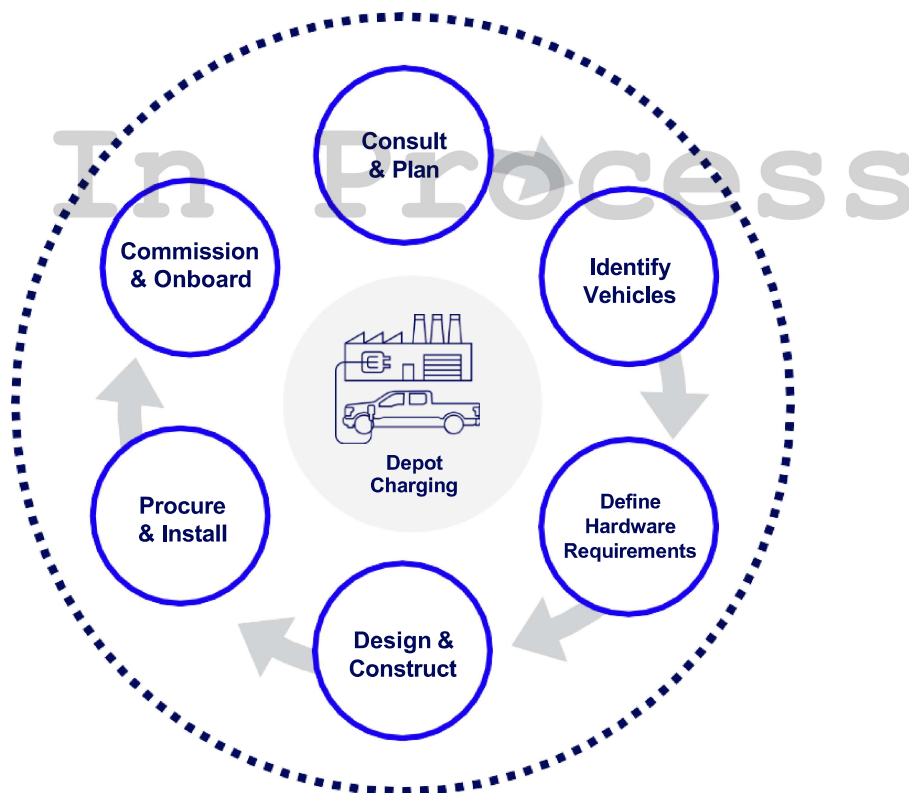 In Process
Consult
& Plan
Identify
Vehicles
Define
Hardware
Requirements
Design &
Construct
Procure
& Install
Commission
& Onboard
Depot
Charging